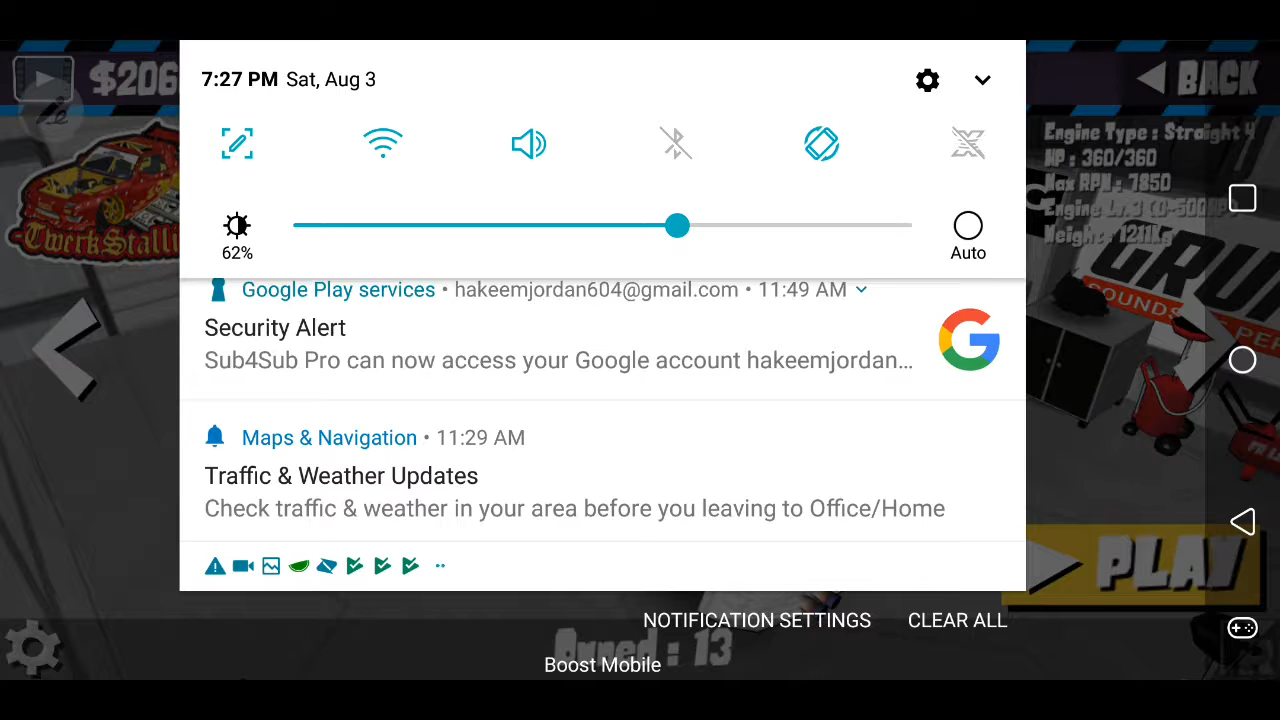 7:27 PM Sat, Aug 3
$206
BACK
Engine Type : Straight 4
HP : 360/360
Max RPM : 7850
62%
Auto
Google Play services • hakeemjordan604@gmail.com • 11:49 AM
Security Alert
Sub4Sub Pro can now access your Google account hakeemjordan...
Maps & Navigation • 11:29 AM
Traffic & Weather Updates
Check traffic & weather in your area before you leaving to Office/Home
PLAY
NOTIFICATION SETTINGS CLEAR ALL
Owned : 13
Boost Mobile